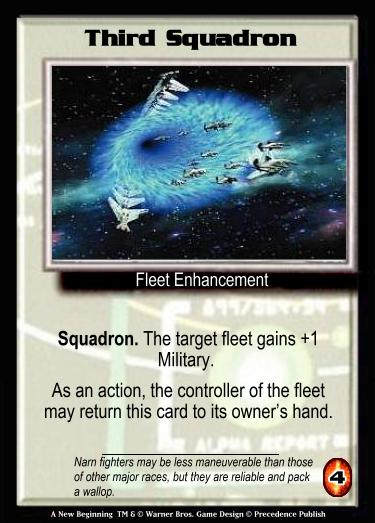 Third Squadron
Fleet Enhancement
Squadron. The target fleet gains +1
Military.
As an action, the controller of the fleet
may return this card to its owner's hand.
ALPHA REPORT
Narn fighters may be less maneuverable than those
of other major races, but they are reliable and pack
a wallop.
4
A New Beginning TM & © Warner Bros. Game Design © Precedence Publish